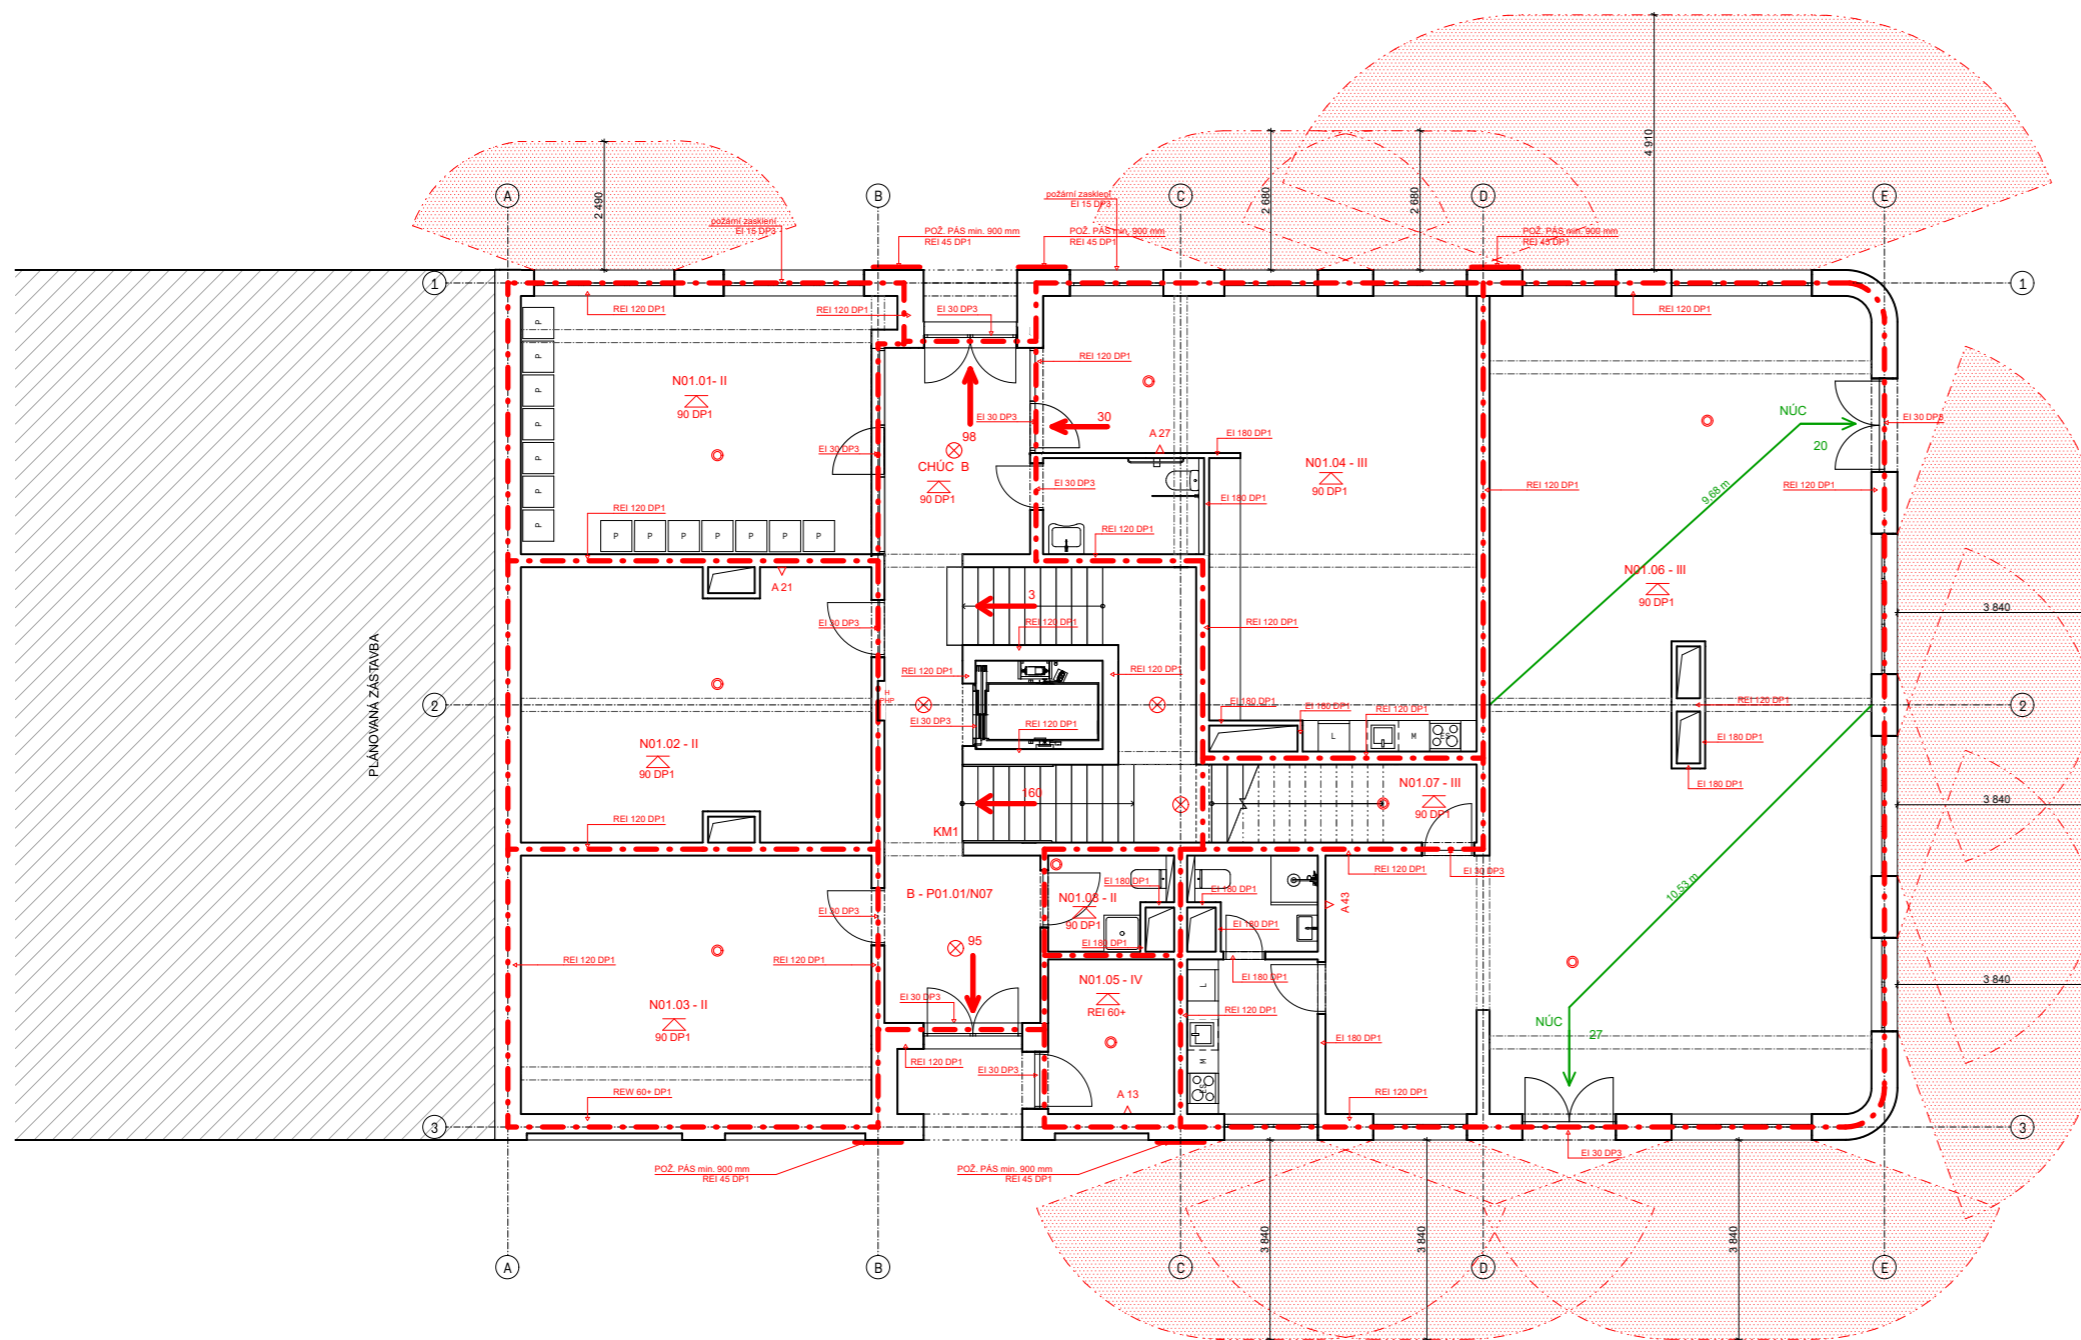 4 910
2 490
2 680
2 680
A
B
C
D
E
požární zasklení
EI 15 DP3
požární zasklení
EI 15 DP3
POŽ. PÁS min. 900 mm
REI 45 DP1
POŽ. PÁS min. 900 mm
REI 45 DP1
POŽ. PÁS min. 900 mm
REI 45 DP1
1
1
REI 120 DP1
REI 120 DP1
EI 30 DP3
REI 120 DP1
P
P
P
P
P
P
P
N01.01- II
90 DP1
REI 120 DP1
EI 30 DP3
30
98
A 27
EI 180 DP1
NÚC
20
EI 30 DP3
EI 30 DP3
CHÚC B
90 DP1
EI 30 DP3
N01.04 - III
90 DP1
EI 180 DP1
REI 120 DP1
REI 120 DP1
9.68 m
REI 120 DP1
P
P
P
P
P
P
P
REI 120 DP1
A 21
N01.06 - III
90 DP1
3
EI 30 DP3
REI 120 DP1
REI 120 DP1
3 840
PLÁNOVANÁ ZÁSTAVBA
REI 120 DP1
REI 120 DP1
H
PHP
2
2
EI 30 DP3
REI 120 DP1
EI 180 DP1
EI 180 DP1
REI 120 DP1
REI 120 DP1
L
M
ES
N01.02 - II
90 DP1
EI 180 DP1
EI 180 DP1
N01.07 - III
90 DP1
160
KM1
3 840
REI 120 DP1
REI 120 DP1
EI 30 DP3
10.53 m
B - P01.01/N07
EI 180 DP1
N01.08 - II
90 DP1
EI 180 DP1
A 43
EI 30 DP3
EI 180 DP1
EI 180 DP1
95
REI 120 DP1
REI 120 DP1
N01.05 - IV
REI 60+
EI 180 DP1
L
M
ES
3 840
N01.03 - II
90 DP1
EI 30 DP3
REI 120 DP1
NÚC
27
EI 180 DP1
REI 120 DP1
EI 30 DP3
REW 60+ DP1
A 13
REI 120 DP1
3
3
EI 30 DP3
POŽ. PÁS min. 900 mm
REI 45 DP1
POŽ. PÁS min. 900 mm
REI 45 DP1
3 840
3 840
3 840
A
B
C
D
E